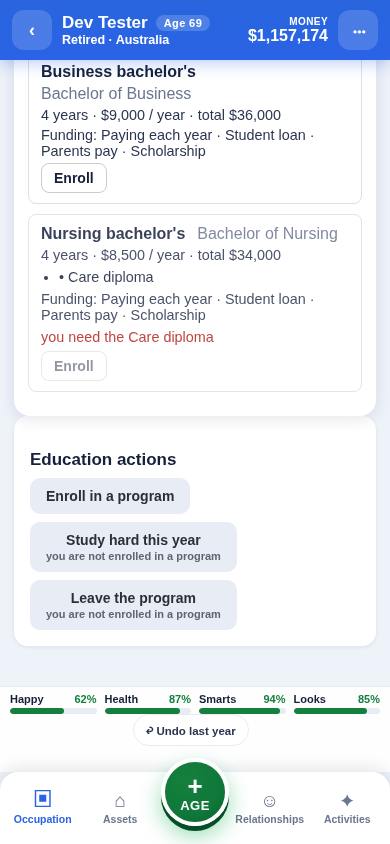 Dev Tester Age 69
Retired · Australia
MONEY
$1,157,174
Business bachelor's
Bachelor of Business
4 years · $9,000 / year · total $36,000
Funding: Paying each year · Student loan ·
Parents pay · Scholarship
Enroll
Nursing bachelor's Bachelor of Nursing
4 years · $8,500 / year · total $34,000
• • Care diploma
Funding: Paying each year · Student loan ·
Parents pay · Scholarship
you need the Care diploma
Enroll
Education actions
Enroll in a program
Study hard this year
you are not enrolled in a program
Leave the program
you are not enrolled in a program
Happy 62% Health 87% Smarts 94% Looks 85%
Undo last year
+
AGE
Occupation Assets Relationships Activities